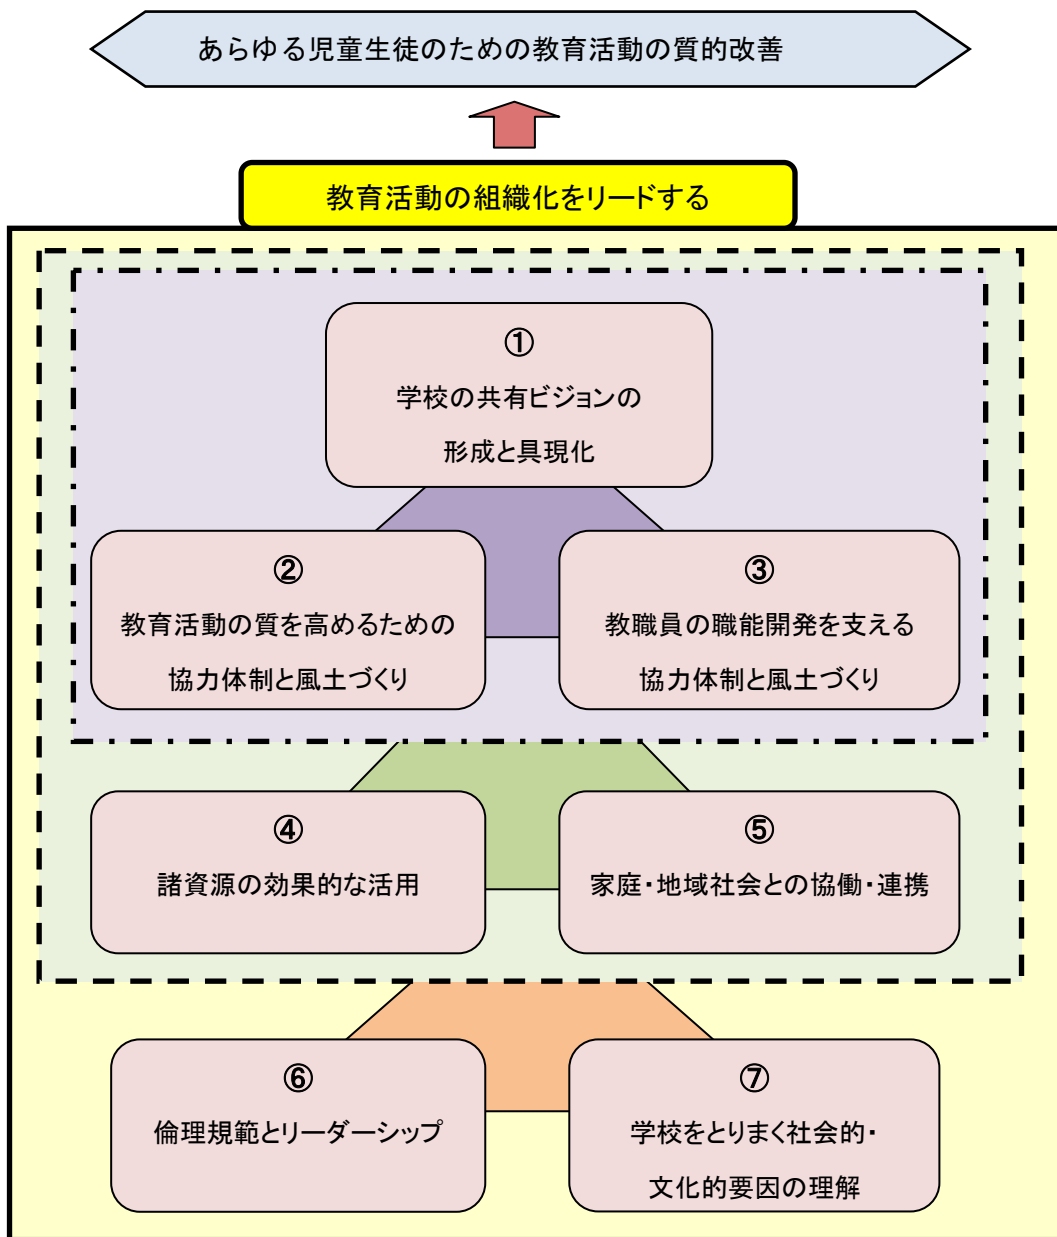 あらゆる児童生徒のための教育活動の質的改善
教育活動の組織化をリードする
①
学校の共有ビジョンの
形成と具現化
②
教育活動の質を高めるための
協力体制と風土づくり
③
教職員の職能開発を支える
協力体制と風土づくり
④
諸資源の効果的な活用
⑤
家庭・地域社会との協働・連携
⑥
倫理規範とリーダーシップ
⑦
学校をとりまく社会的・
文化的要因の理解